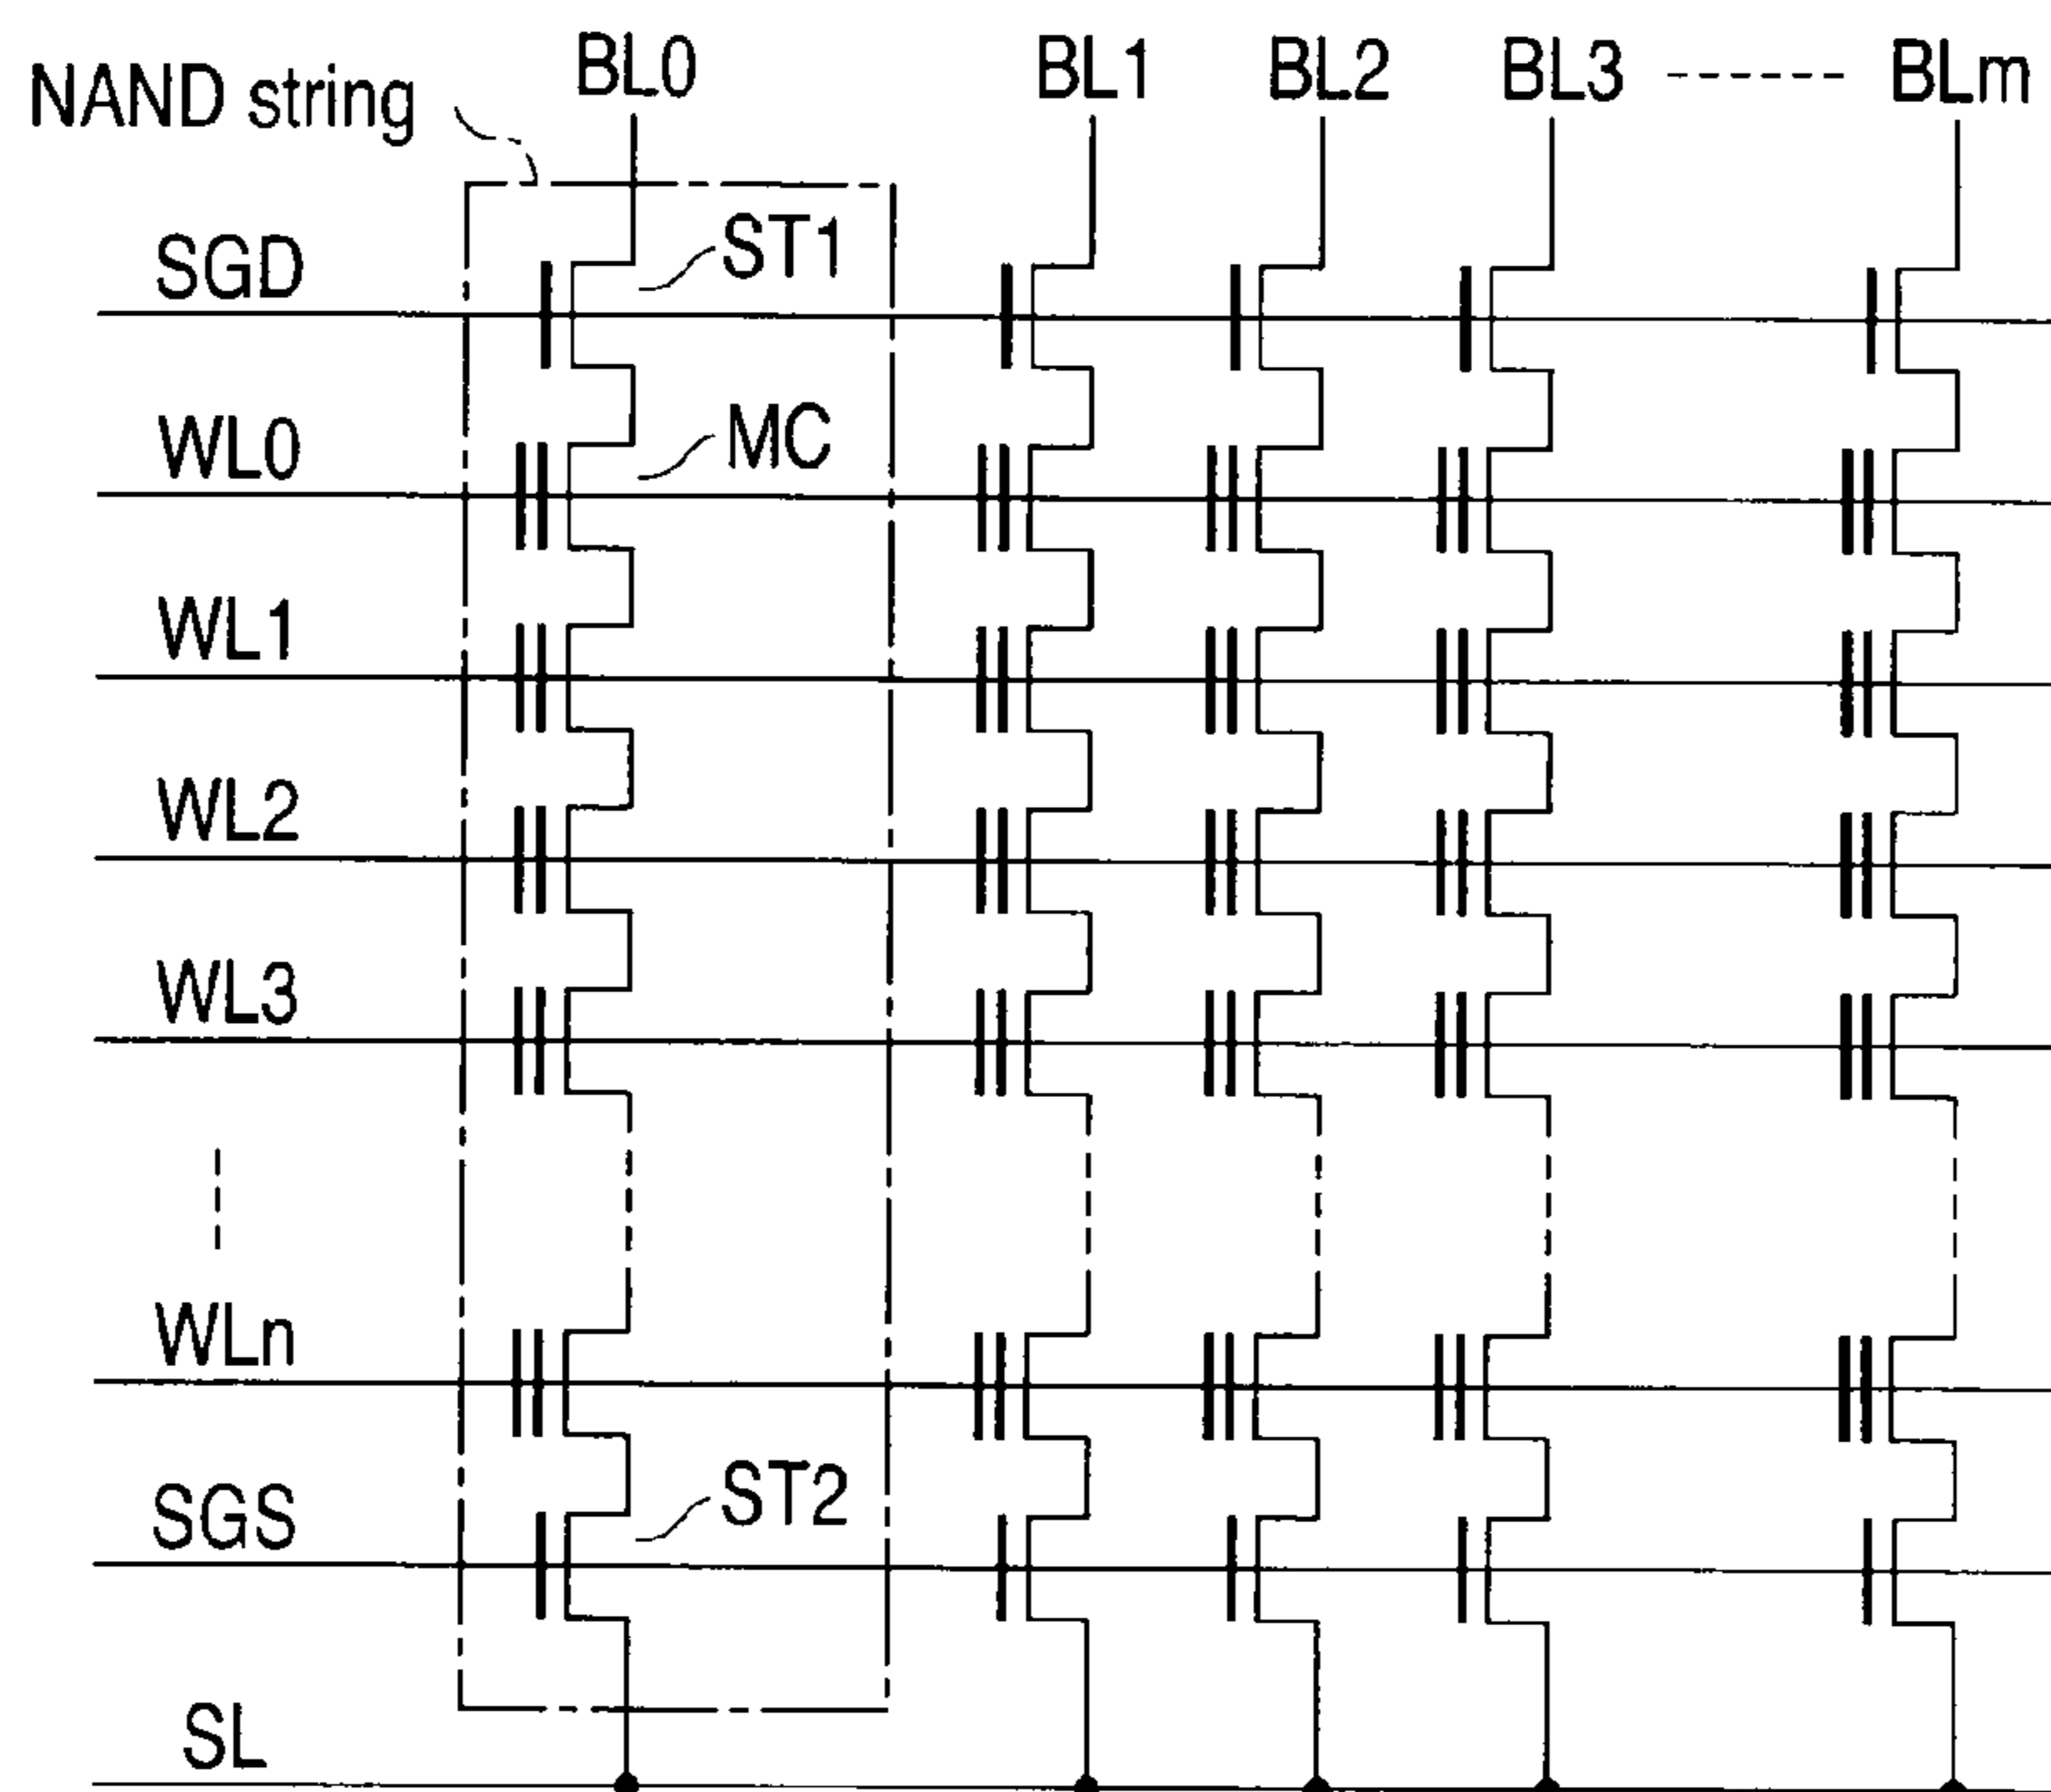 NAND string
BL0 BL1 BL2 BL3 BLm
SGD ST1
WL0 MC
WL1
WL2
WL3
WLn
SGS ST2
SL